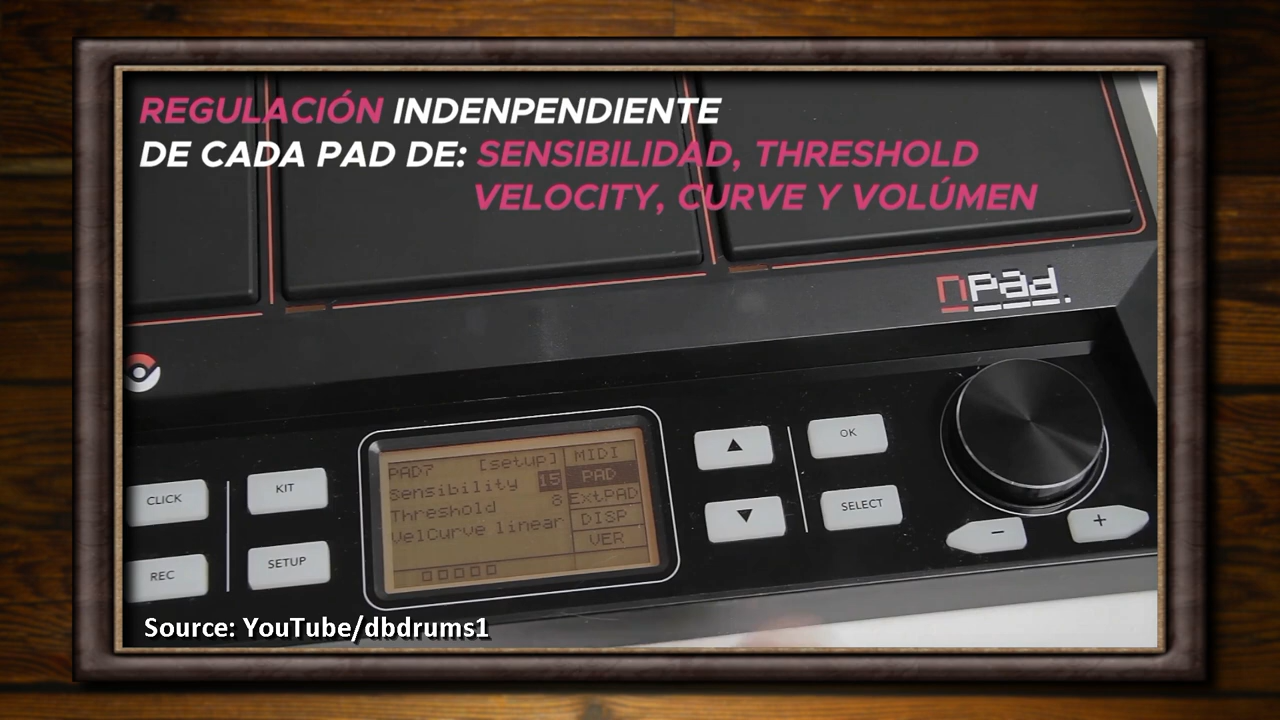 REGULACIÓN INDENPENDIENTE
DE CADA PAD DE: SENSIBILIDAD, THRESHOLD
VELOCITY, CURVE Y VOLÚMEN
nPad.
CLICK
KIT
REC
SETUP
PAD7 [setup]
Sensibility 15
Threshold 8
VelCurve linear
MIDI
PAD
ExtPAD
DISP
VER
OK
SELECT
−
+
Source: YouTube/dbdrums1